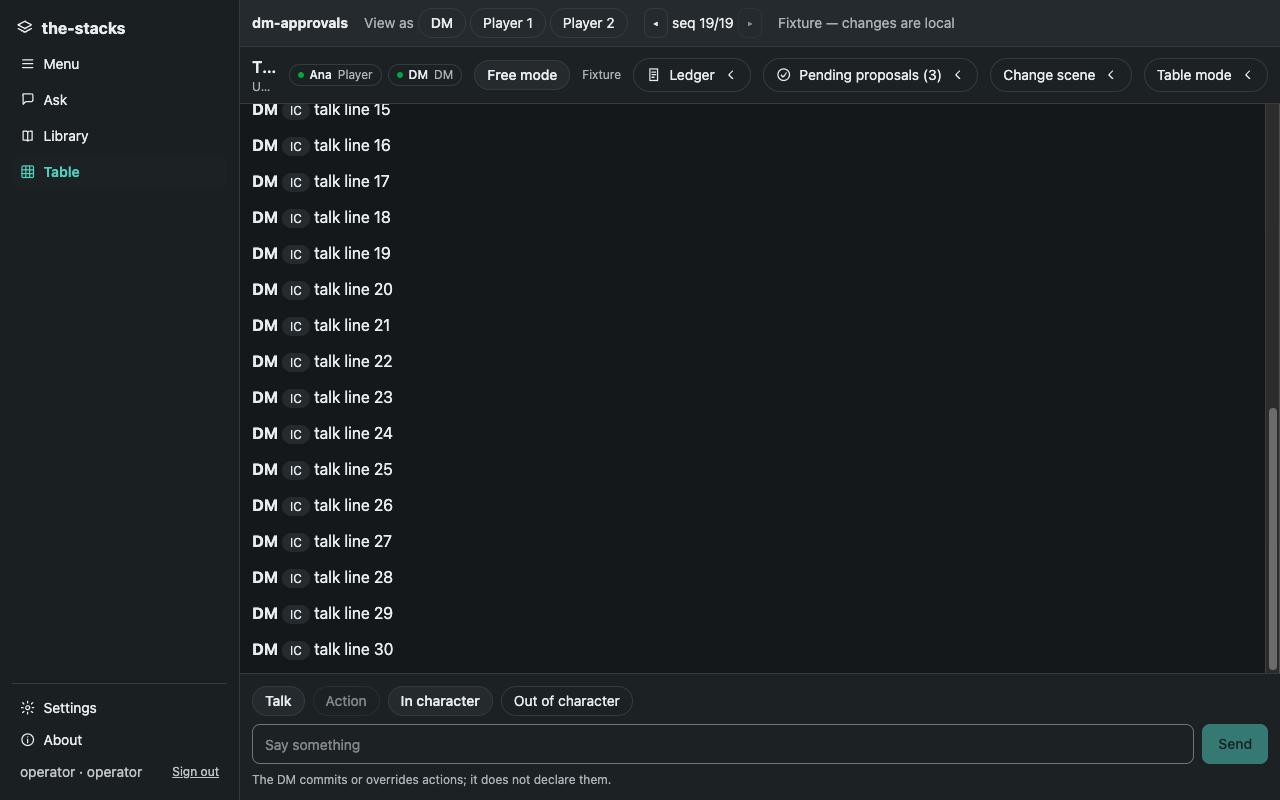 the-stacks
Menu
Ask
Library
Table
Settings
About
operator · operator Sign out
dm-approvals View as DM Player 1 Player 2 seq 19/19 Fixture — changes are local
T...
U...
Ana Player DM DM Free mode Fixture Ledger Pending proposals (3) Change scene Table mode
DM IC talk line 15
DM IC talk line 16
DM IC talk line 17
DM IC talk line 18
DM IC talk line 19
DM IC talk line 20
DM IC talk line 21
DM IC talk line 22
DM IC talk line 23
DM IC talk line 24
DM IC talk line 25
DM IC talk line 26
DM IC talk line 27
DM IC talk line 28
DM IC talk line 29
DM IC talk line 30
Talk Action In character Out of character
Say something Send
The DM commits or overrides actions; it does not declare them.